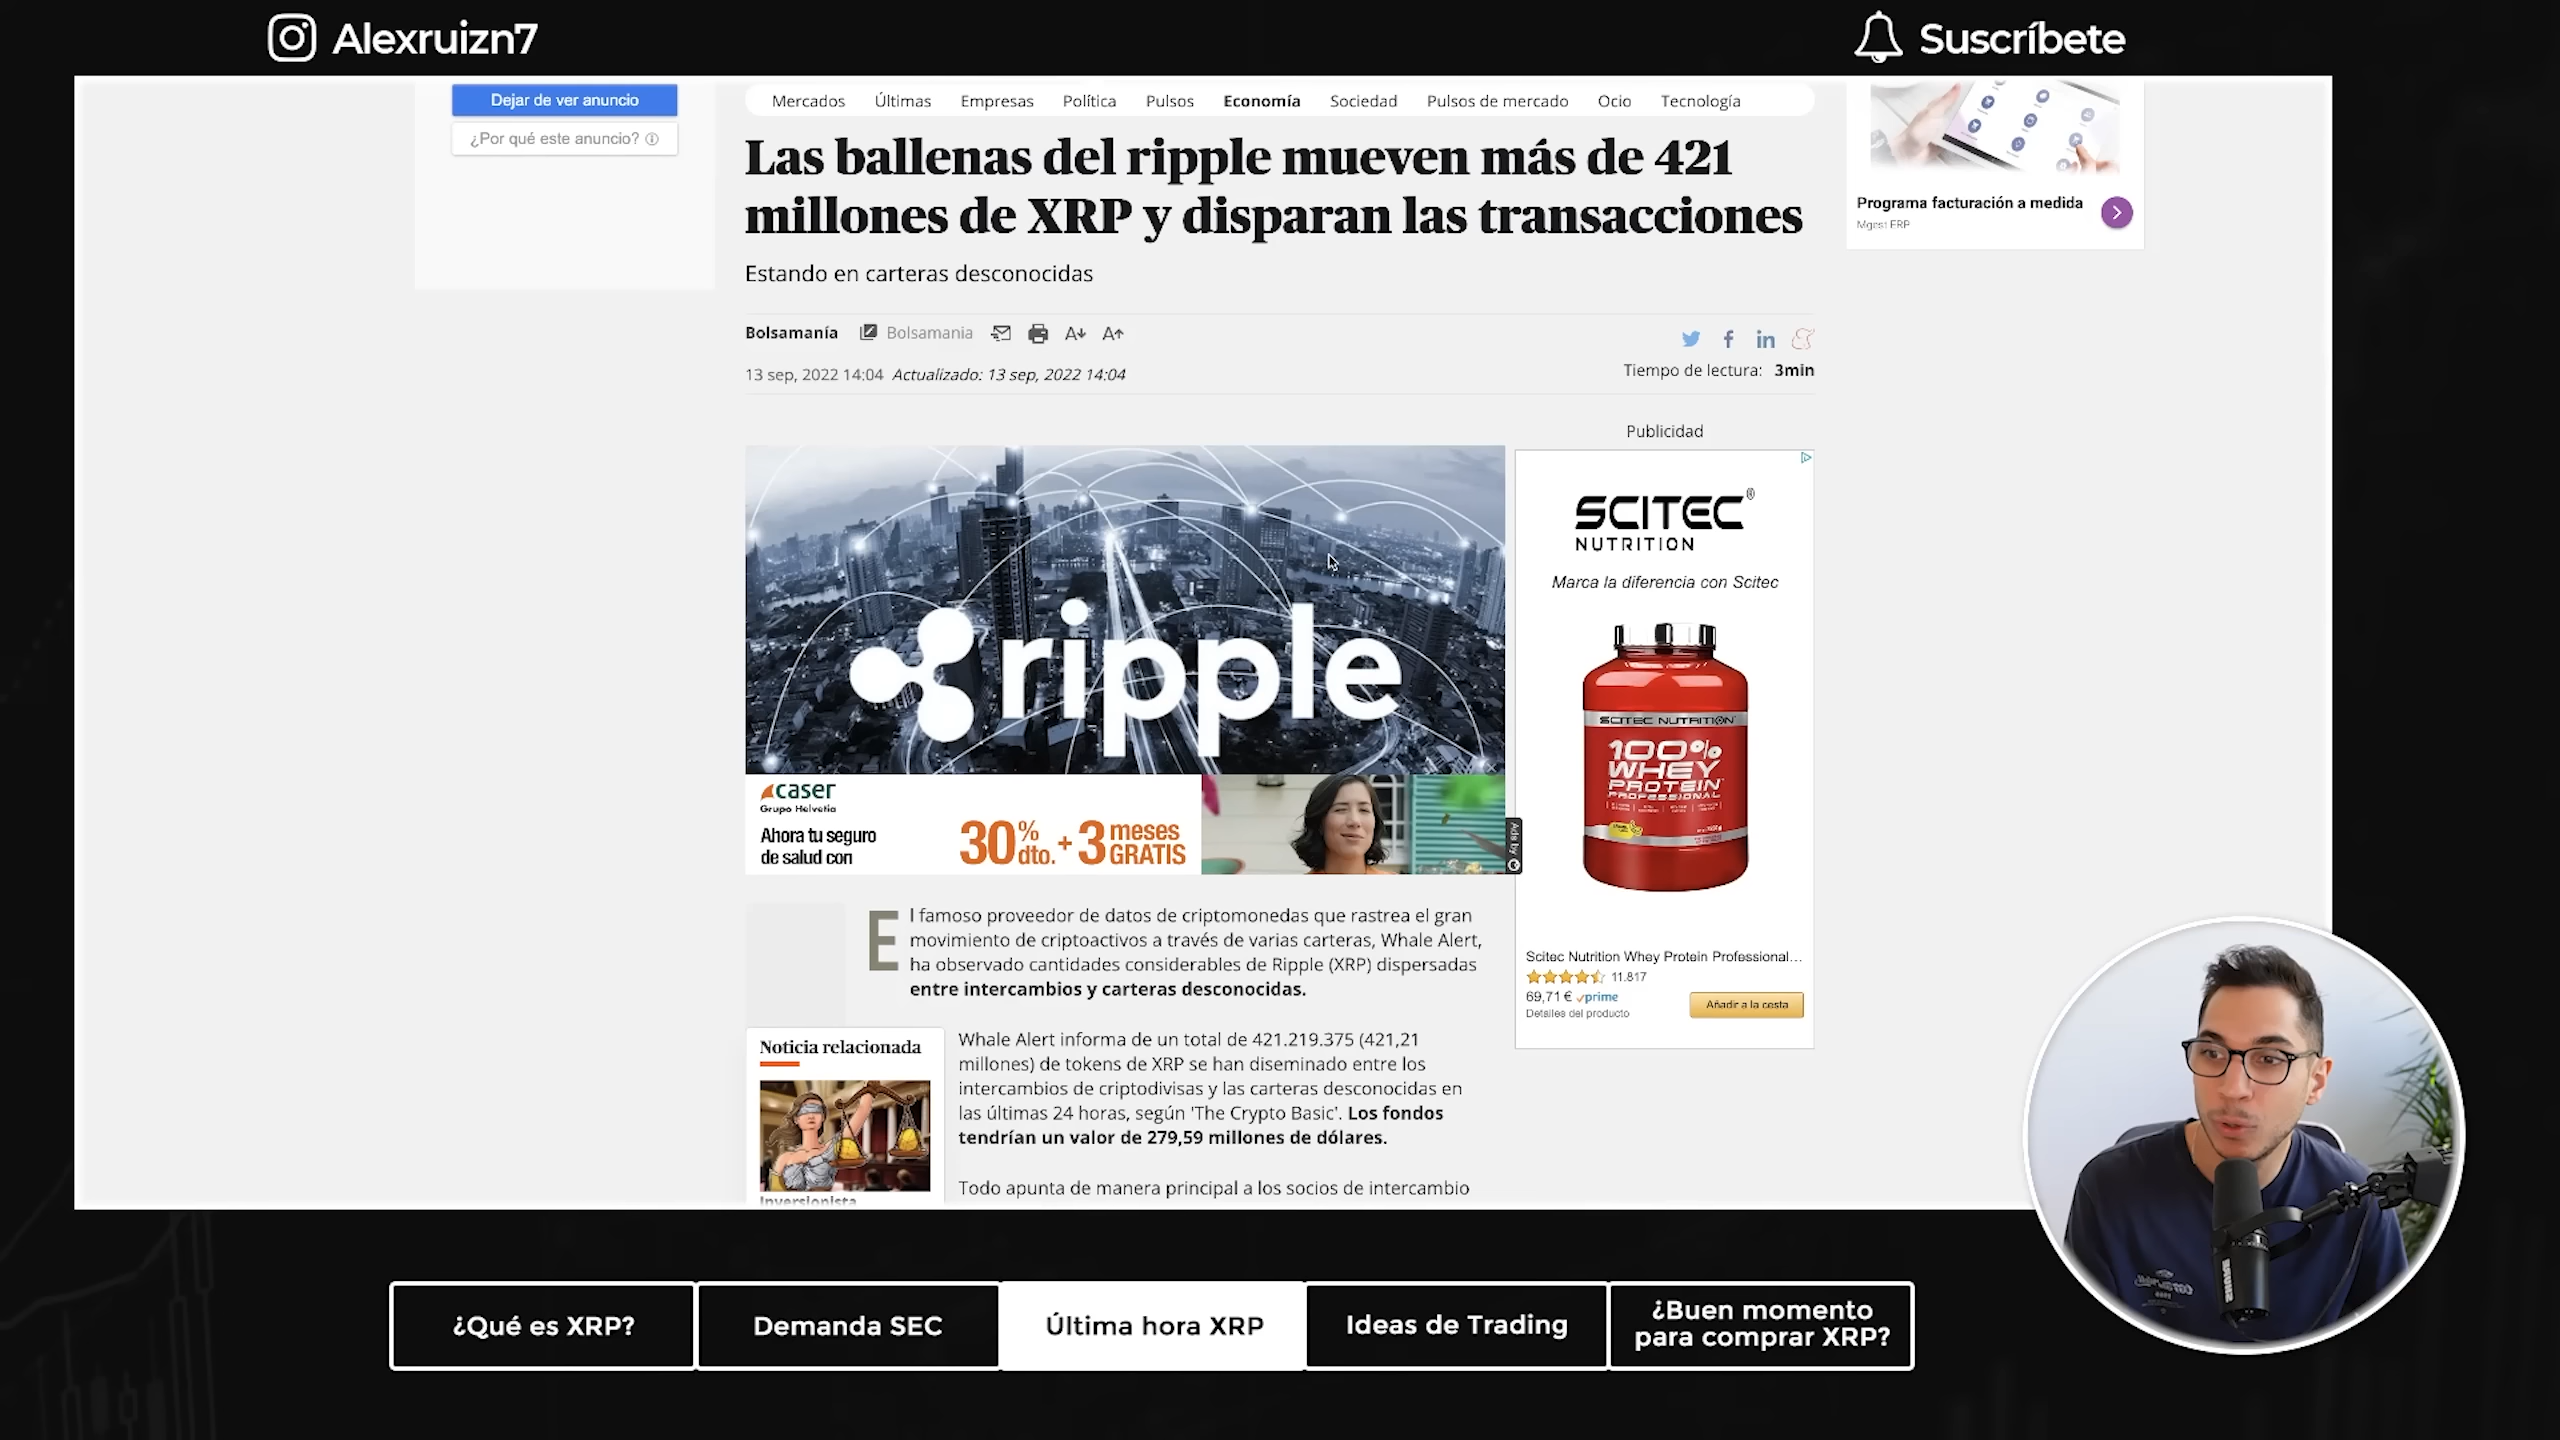 Alexruizn7
Suscríbete
Dejar de ver anuncio
¿Por qué este anuncio?
Mercados Últimas Empresas Política Pulsos Economía Sociedad Pulsos de mercado Ocio Tecnología
Las ballenas del ripple mueven más de 421
millones de XRP y disparan las transacciones
Estando en carteras desconocidas
Bolsamanía Bolsamania
13 sep, 2022 14:04 Actualizado: 13 sep, 2022 14:04
Tiempo de lectura: 3min
Programa facturación a medida
Mgest ERP
Publicidad
ripple
caser
Grupo Helvetia
Ahora tu seguro
de salud con
30% dto. + 3 meses GRATIS
Ads by
SCITEC®
NUTRITION
Marca la diferencia con Scitec
SCITEC NUTRITION
100%
WHEY
PROTEIN
PROFESSIONAL
Scitec Nutrition Whey Protein Professional...
11.817
69,71 € prime
Detalles del producto
Añadir a la cesta
El famoso proveedor de datos de criptomonedas que rastrea el gran
movimiento de criptoactivos a través de varias carteras, Whale Alert,
ha observado cantidades considerables de Ripple (XRP) dispersadas
entre intercambios y carteras desconocidas.
Noticia relacionada
Inversionista
Whale Alert informa de un total de 421.219.375 (421,21
millones) de tokens de XRP se han diseminado entre los
intercambios de criptodivisas y las carteras desconocidas en
las últimas 24 horas, según 'The Crypto Basic'. Los fondos
tendrían un valor de 279,59 millones de dólares.
Todo apunta de manera principal a los socios de intercambio
¿Qué es XRP?
Demanda SEC
Última hora XRP
Ideas de Trading
¿Buen momento
para comprar XRP?